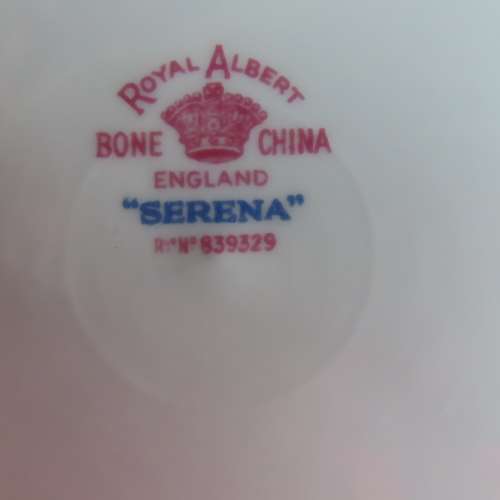 ROYAL ALBERT
BONE CHINA
ENGLAND
"SERENA"
Rᵈ Nº 839329